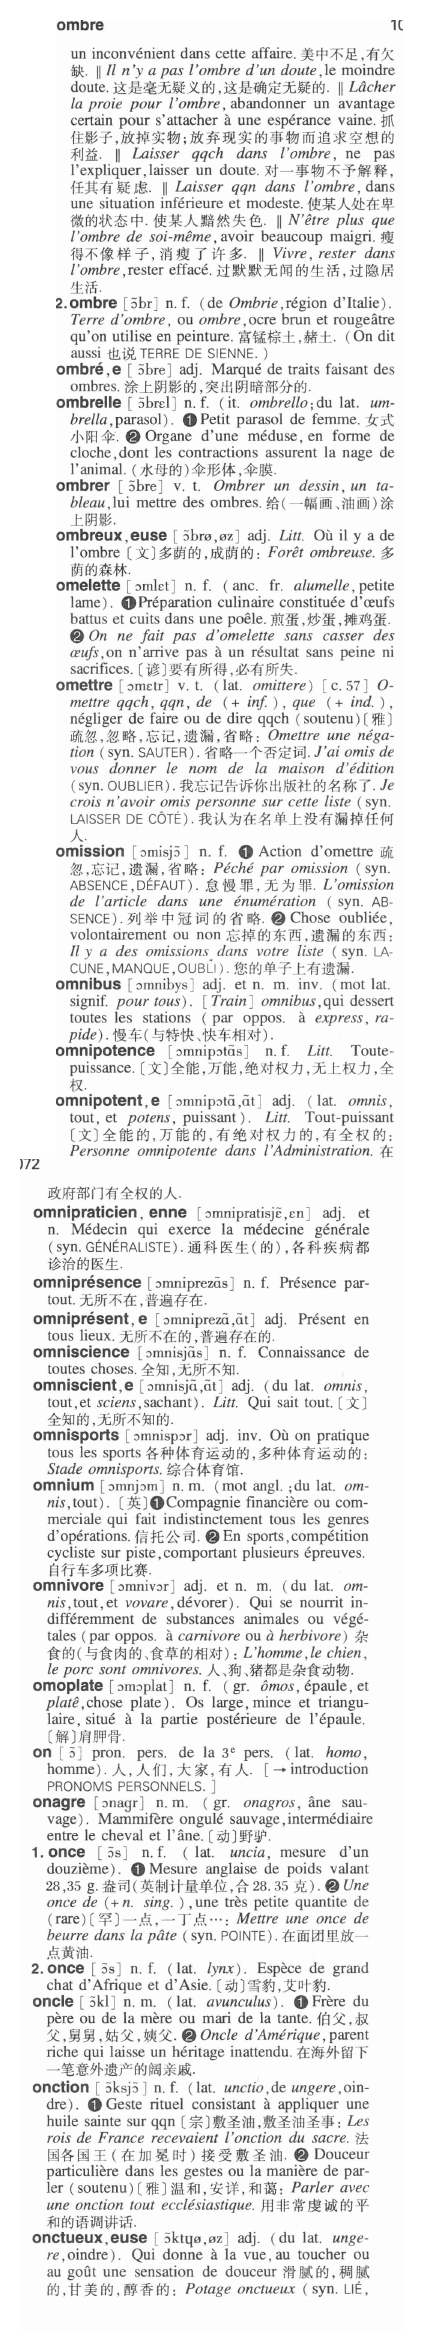 ombre
10
un inconvénient dans cette affaire. 美中不足,有欠
缺. ‖ Il n'y a pas l'ombre d'un doute, le moindre
doute. 这是毫无疑义的,这是确定无疑的. ‖ Lâcher
la proie pour l'ombre, abandonner un avantage
certain pour s'attacher à une espérance vaine. 抓
住影子,放掉实物;放弃现实的事物而追求空想的
利益. ‖ Laisser qqch dans l'ombre, ne pas
l'expliquer, laisser un doute. 对一事物不予解释,
任其有疑虑. ‖ Laisser qqn dans l'ombre, dans
une situation inférieure et modeste. 使某人处在卑
微的状态中. 使某人黯然失色. ‖ N'être plus que
l'ombre de soi-même, avoir beaucoup maigri. 瘦
得不像样子,消瘦了许多. ‖ Vivre, rester dans
l'ombre, rester effacé. 过默默无闻的生活,过隐居
生活.
2. ombre [ɔ̃br] n. f. (de Ombrie, région d'Italie).
Terre d'ombre, ou ombre, ocre brun et rougeâtre
qu'on utilise en peinture. 富锰棕土,赭土. (On dit
aussi 也说 TERRE DE SIENNE.)
ombré, e [ɔ̃bre] adj. Marqué de traits faisant des
ombres. 涂上阴影的,突出阴暗部分的.
ombrelle [ɔ̃brɛl] n. f. (it. ombrello; du lat. um-
brella, parasol). ❶ Petit parasol de femme. 女式
小阳伞. ❷ Organe d'une méduse, en forme de
cloche, dont les contractions assurent la nage de
l'animal. (水母的)伞形体,伞膜.
ombrer [ɔ̃bre] v. t. Ombrer un dessin, un ta-
bleau, lui mettre des ombres. 给(一幅画、油画)涂
上阴影.
ombreux, euse [ɔ̃brø, øz] adj. Litt. Où il y a de
l'ombre〔文〕多荫的,成荫的: Forêt ombreuse. 多
荫的森林.
omelette [ɔmlɛt] n. f. (anc. fr. alumelle, petite
lame). ❶ Préparation culinaire constituée d'œufs
battus et cuits dans une poêle. 煎蛋,炒蛋,摊鸡蛋.
❷ On ne fait pas d'omelette sans casser des
œufs, on n'arrive pas à un résultat sans peine ni
sacrifices.〔谚〕要有所得,必有所失.
omettre [ɔmɛtr] v. t. (lat. omittere) [c. 57] O-
mettre qqch, qqn, de (+ inf.), que (+ ind.),
négliger de faire ou de dire qqch (soutenu)〔雅〕
疏忽,忽略,忘记,遗漏,省略: Omettre une néga-
tion (syn. SAUTER). 省略一个否定词. J'ai omis de
vous donner le nom de la maison d'édition
(syn. OUBLIER). 我忘记告诉你出版社的名称了. Je
crois n'avoir omis personne sur cette liste (syn.
LAISSER DE CÔTÉ). 我认为在名单上没有漏掉任何
人.
omission [ɔmisjɔ̃] n. f. ❶ Action d'omettre 疏
忽,忘记,遗漏,省略: Péché par omission (syn.
ABSENCE, DÉFAUT). 怠慢罪,无为罪. L'omission
de l'article dans une énumération (syn. AB-
SENCE). 列举中冠词的省略. ❷ Chose oubliée,
volontairement ou non 忘掉的东西,遗漏的东西:
Il y a des omissions dans votre liste (syn. LA-
CUNE, MANQUE, OUBLI). 您的单子上有遗漏.
omnibus [ɔmnibys] adj. et n. m. inv. (mot lat.
signif. pour tous). [Train] omnibus, qui dessert
toutes les stations (par oppos. à express, ra-
pide). 慢车(与特快、快车相对).
omnipotence [ɔmnipɔtɑ̃s] n. f. Litt. Toute-
puissance.〔文〕全能,万能,绝对权力,无上权力,全
权.
omnipotent, e [ɔmnipɔtɑ̃, ɑ̃t] adj. (lat. omnis,
tout, et potens, puissant). Litt. Tout-puissant
〔文〕全能的,万能的,有绝对权力的,有全权的:
Personne omnipotente dans l'Administration. 在
072
政府部门有全权的人.
omnipraticien, enne [ɔmnipratisjɛ̃, ɛn] adj. et
n. Médecin qui exerce la médecine générale
(syn. GÉNÉRALISTE). 通科医生(的),各科疾病都
诊治的医生.
omniprésence [ɔmniprezɑ̃s] n. f. Présence par-
tout. 无所不在,普遍存在.
omniprésent, e [ɔmniprezɑ̃, ɑ̃t] adj. Présent en
tous lieux. 无所不在的,普遍存在的.
omniscience [ɔmnisjɑ̃s] n. f. Connaissance de
toutes choses. 全知,无所不知.
omniscient, e [ɔmnisjɑ̃, ɑ̃t] adj. (du lat. omnis,
tout, et sciens, sachant). Litt. Qui sait tout.〔文〕
全知的,无所不知的.
omnisports [ɔmnispɔr] adj. inv. Où on pratique
tous les sports 各种体育运动的,多种体育运动的:
Stade omnisports. 综合体育馆.
omnium [ɔmnjɔm] n. m. (mot angl.; du lat. om-
nis, tout).〔英〕❶ Compagnie financière ou com-
merciale qui fait indistinctement tous les genres
d'opérations. 信托公司. ❷ En sports, compétition
cycliste sur piste, comportant plusieurs épreuves.
自行车多项比赛.
omnivore [ɔmnivɔr] adj. et n. m. (du lat. om-
nis, tout, et vovare, dévorer). Qui se nourrit in-
différemment de substances animales ou végé-
tales (par oppos. à carnivore ou à herbivore) 杂
食的(与食肉的、食草的相对): L'homme, le chien,
le porc sont omnivores. 人、狗、猪都是杂食动物.
omoplate [ɔmɔplat] n. f. (gr. ômos, épaule, et
platê, chose plate). Os large, mince et triangu-
laire, situé à la partie postérieure de l'épaule.
〔解〕肩胛骨.
on [ɔ̃] pron. pers. de la 3e pers. (lat. homo,
homme). 人,人们,大家,有人. [→ introduction
PRONOMS PERSONNELS.]
onagre [ɔnagr] n. m. (gr. onagros, âne sau-
vage). Mammifère ongulé sauvage, intermédiaire
entre le cheval et l'âne.〔动〕野驴.
1. once [ɔ̃s] n. f. (lat. uncia, mesure d'un
douzième). ❶ Mesure anglaise de poids valant
28,35 g. 盎司(英制计量单位,合 28.35 克). ❷ Une
once de (+ n. sing.), une très petite quantite de
(rare)〔罕〕一点,一丁点…: Mettre une once de
beurre dans la pâte (syn. POINTE). 在面团里放一
点黄油.
2. once [ɔ̃s] n. f. (lat. lynx). Espèce de grand
chat d'Afrique et d'Asie.〔动〕雪豹,艾叶豹.
oncle [ɔ̃kl] n. m. (lat. avunculus). ❶ Frère du
père ou de la mère ou mari de la tante. 伯父,叔
父,舅舅,姑父,姨父. ❷ Oncle d'Amérique, parent
riche qui laisse un héritage inattendu. 在海外留下
一笔意外遗产的阔亲戚.
onction [ɔ̃ksjɔ̃] n. f. (lat. unctio, de ungere, oin-
dre). ❶ Geste rituel consistant à appliquer une
huile sainte sur qqn〔宗〕敷圣油,敷圣油圣事: Les
rois de France recevaient l'onction du sacre. 法
国各国王(在加冕时)接受敷圣油. ❷ Douceur
particulière dans les gestes ou la manière de par-
ler (soutenu)〔雅〕温和,安详,和蔼: Parler avec
une onction tout ecclésiastique. 用非常虔诚的平
和的语调讲话.
onctueux, euse [ɔ̃ktɥø, øz] adj. (du lat. unge-
re, oindre). Qui donne à la vue, au toucher ou
au goût une sensation de douceur 滑腻的,稠腻
的,甘美的,醇香的: Potage onctueux (syn. LIÉ,